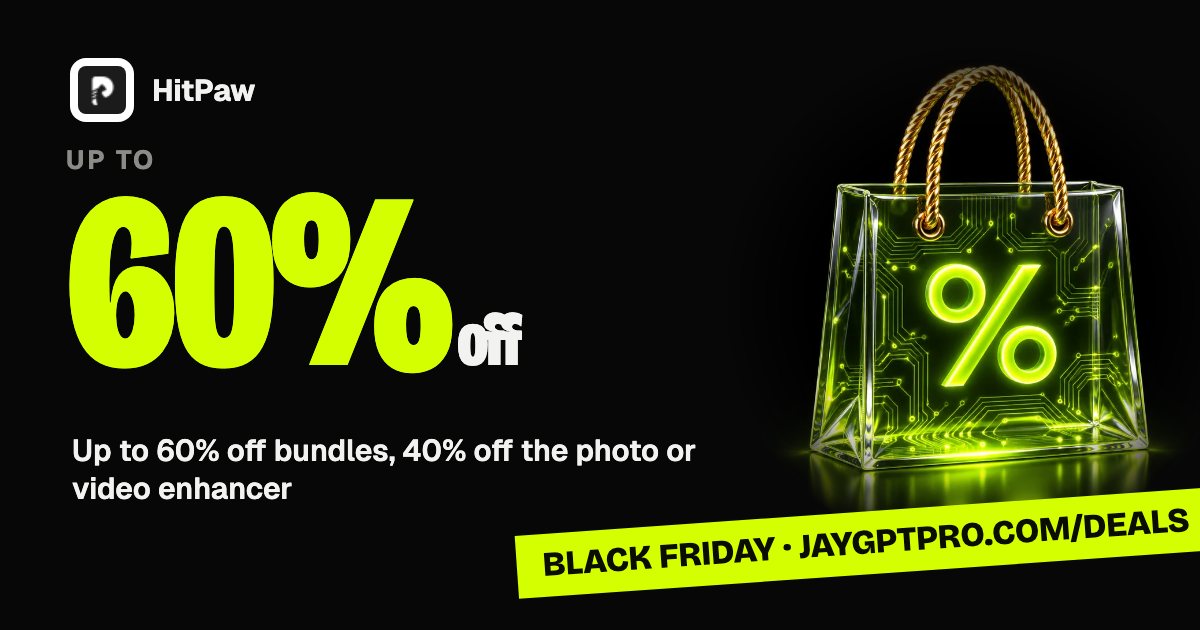 HitPaw
UP TO
60% off
Up to 60% off bundles, 40% off the photo or
video enhancer
%
BLACK FRIDAY · JAYGPTPRO.COM/DEALS